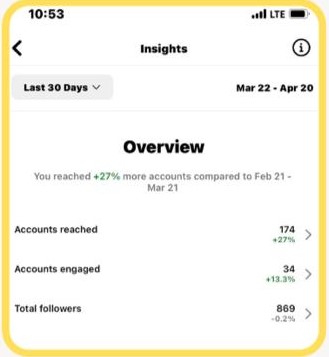 10:53 LTE
Insights
Last 30 Days Mar 22 - Apr 20
Overview
You reached +27% more accounts compared to Feb 21 -
Mar 21
Accounts reached 174
+27%
Accounts engaged 34
+13.3%
Total followers 869
-0.2%